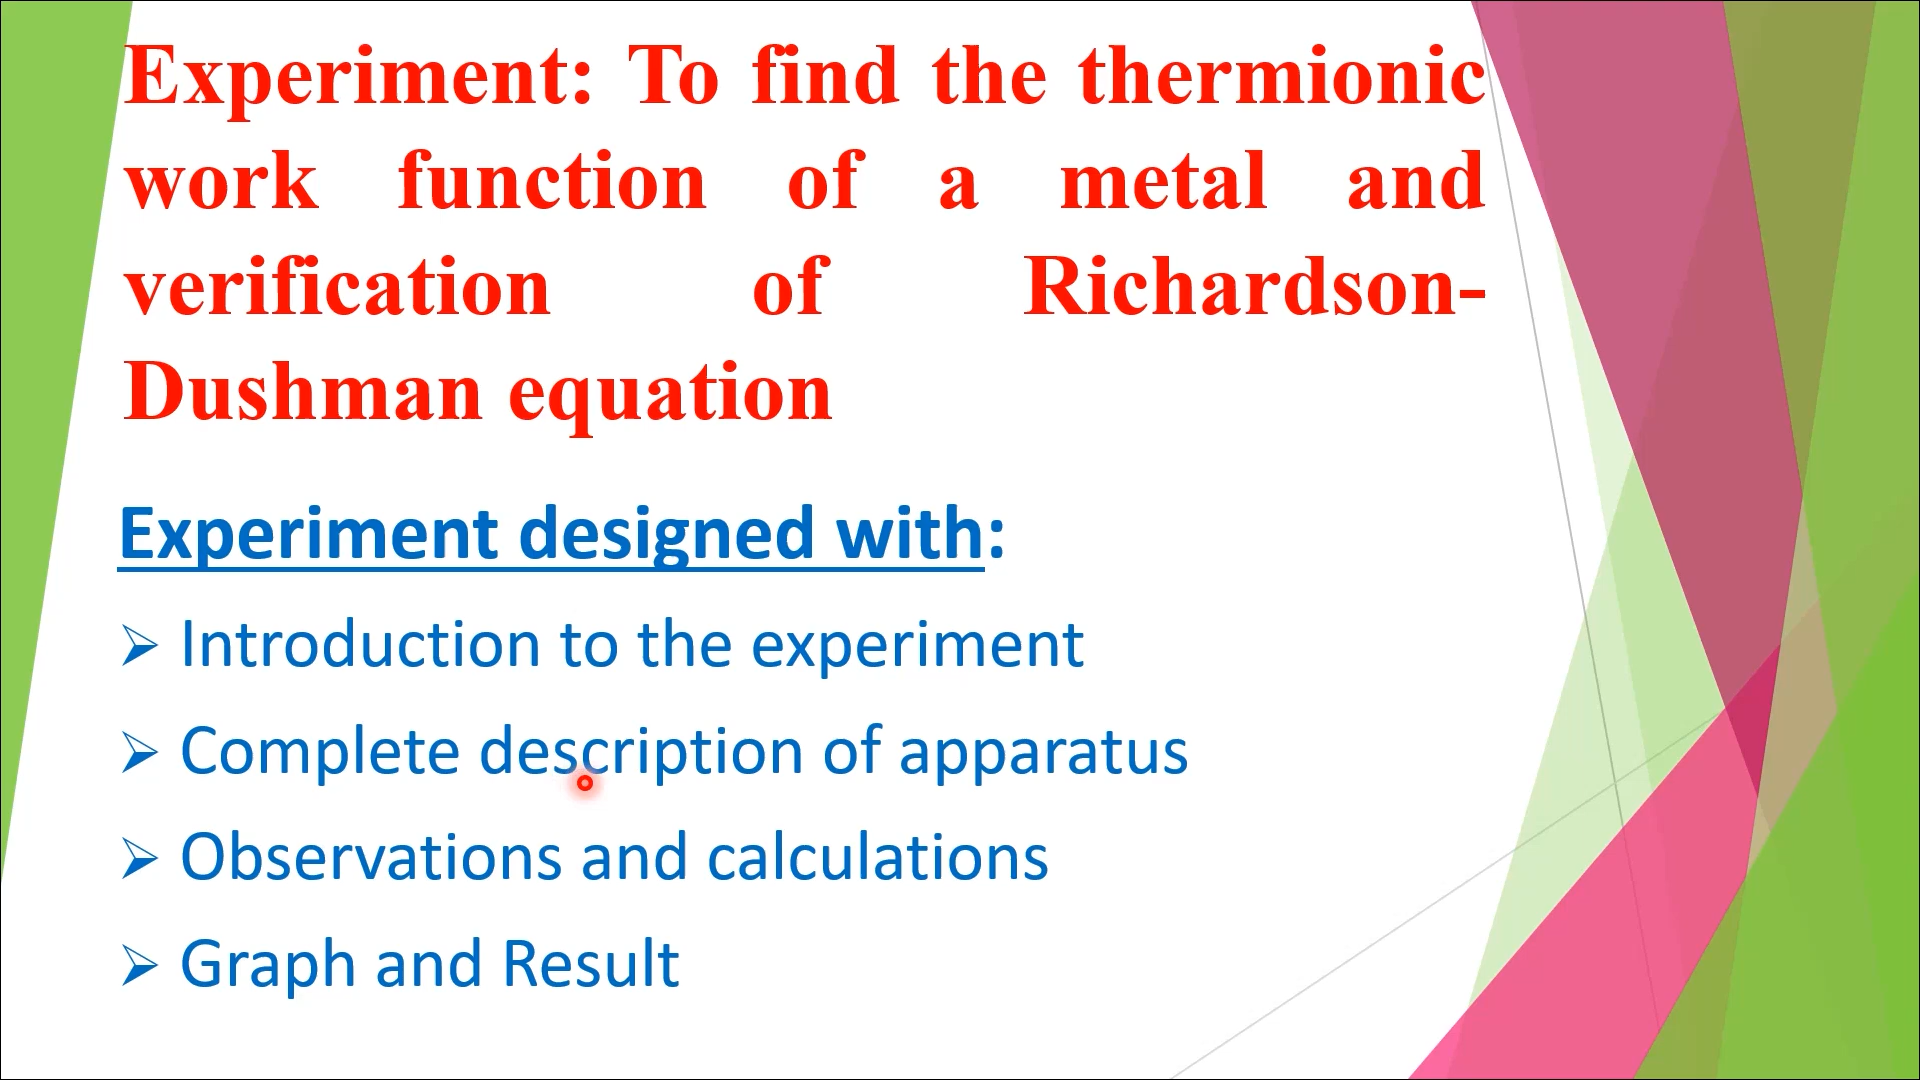 Experiment: To find the thermionic
work function of a metal and
verification of Richardson-
Dushman equation
Experiment designed with:
➢ Introduction to the experiment
➢ Complete description of apparatus
➢ Observations and calculations
➢ Graph and Result